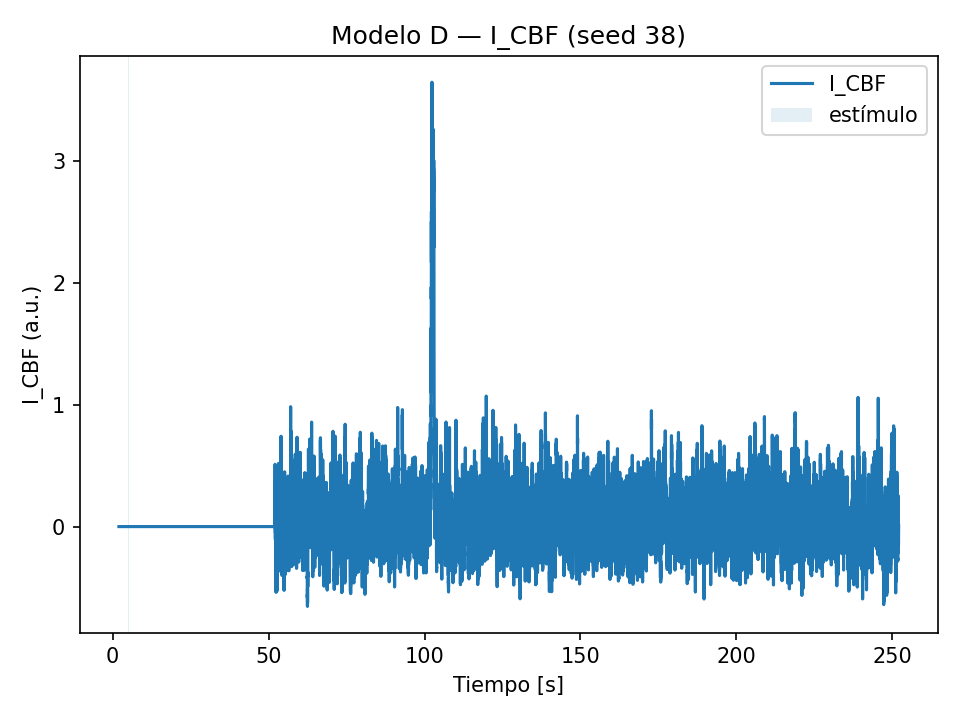 Modelo D — I_CBF (seed 38)
I_CBF
estímulo
I_CBF (a.u.)
3
2
1
0
0 50 100 150 200 250
Tiempo [s]